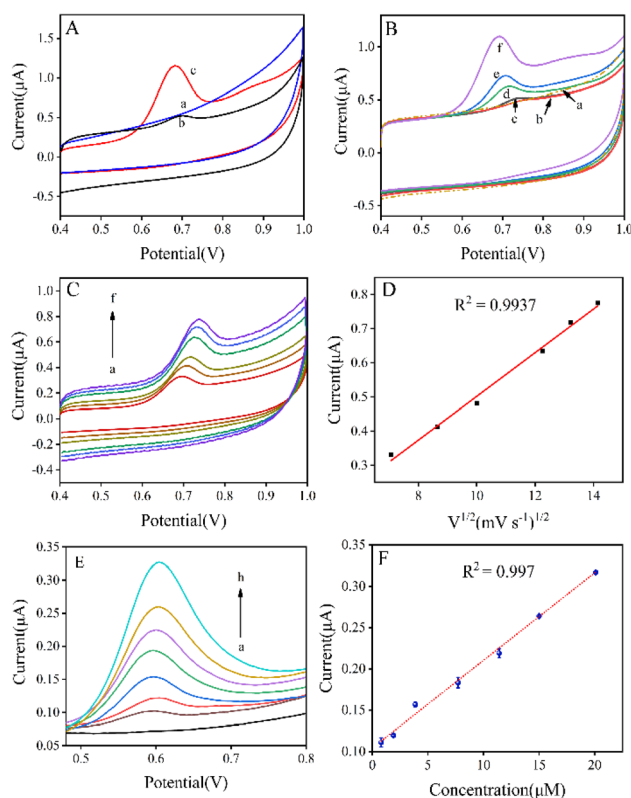 A
Current(μA)
1.5
1.0
0.5
0.0
-0.5
c
a
b
0.4 0.5 0.6 0.7 0.8 0.9 1.0
Potential(V)
B
Current(μA)
1.0
0.5
0.0
-0.5
f
e
d
c
b
a
0.4 0.5 0.6 0.7 0.8 0.9 1.0
Potential(V)
C
Current(μA)
1.0
0.8
0.6
0.4
0.2
0.0
-0.2
-0.4
f
a
0.4 0.5 0.6 0.7 0.8 0.9 1.0
Potential(V)
D
R² = 0.9937
Current(μA)
0.8
0.7
0.6
0.5
0.4
0.3
8 10 12 14
V^1/2(mV s⁻¹)^1/2
E
Current(μA)
0.35
0.30
0.25
0.20
0.15
0.10
0.05
h
a
0.5 0.6 0.7 0.8
Potential(V)
F
R² = 0.997
Current(μA)
0.35
0.30
0.25
0.20
0.15
0.10
0 5 10 15 20
Concentration(μM)